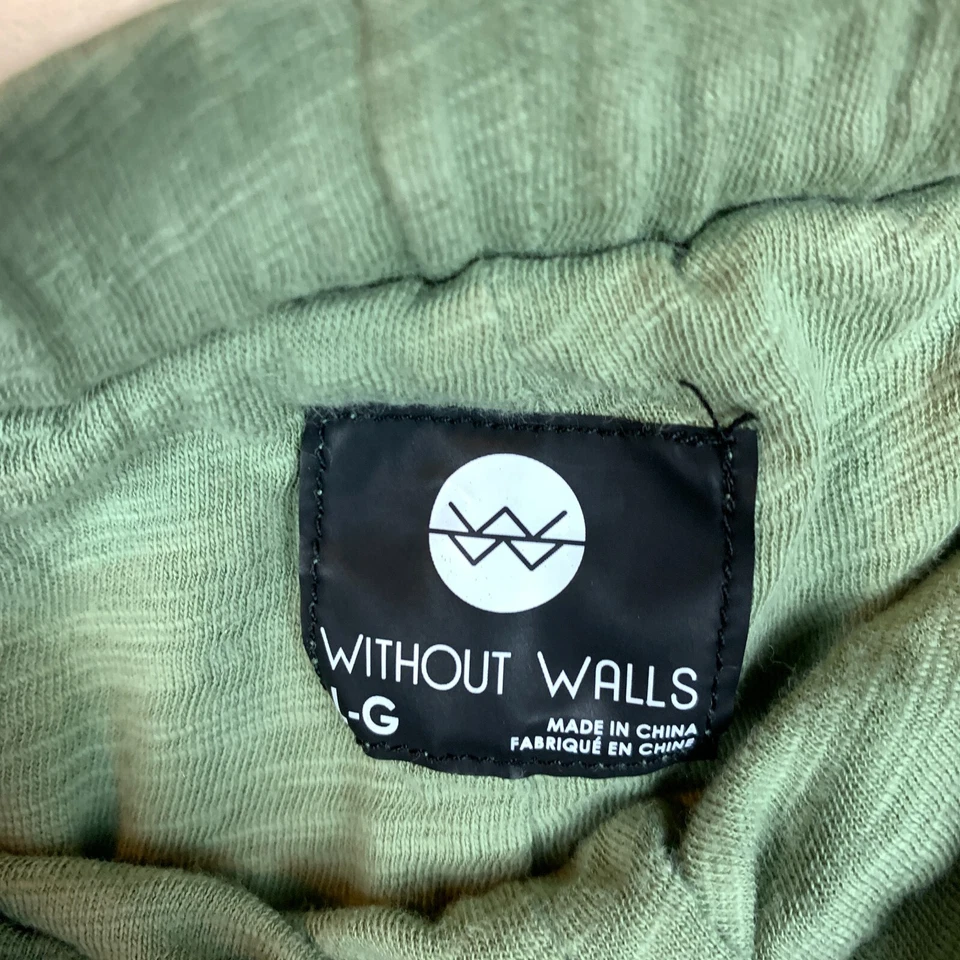 WITHOUT WALLS
L-G
MADE IN CHINA
FABRIQUÉ EN CHINE